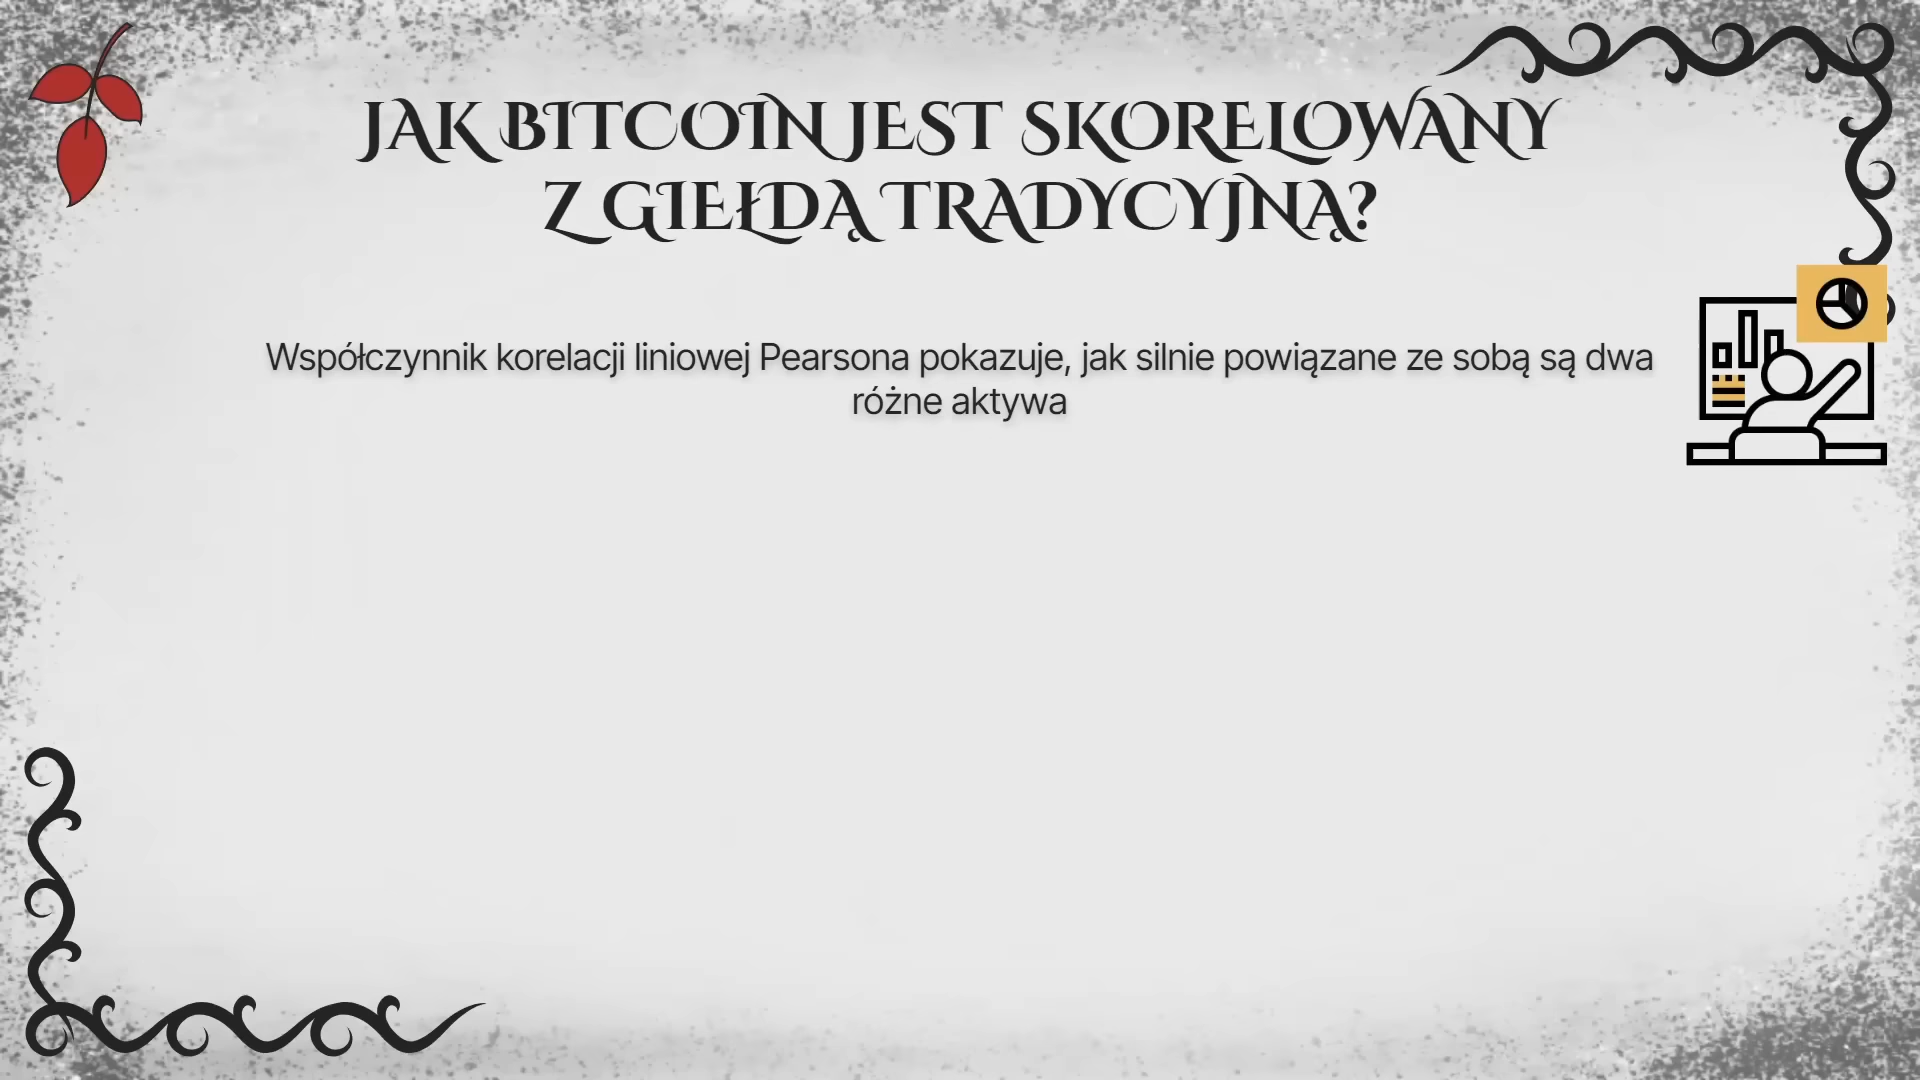 JAK BITCOIN JEST SKORELOWANY
Z GIEŁDĄ TRADYCYJNĄ?
Współczynnik korelacji liniowej Pearsona pokazuje, jak silnie powiązane ze sobą są dwa
różne aktywa